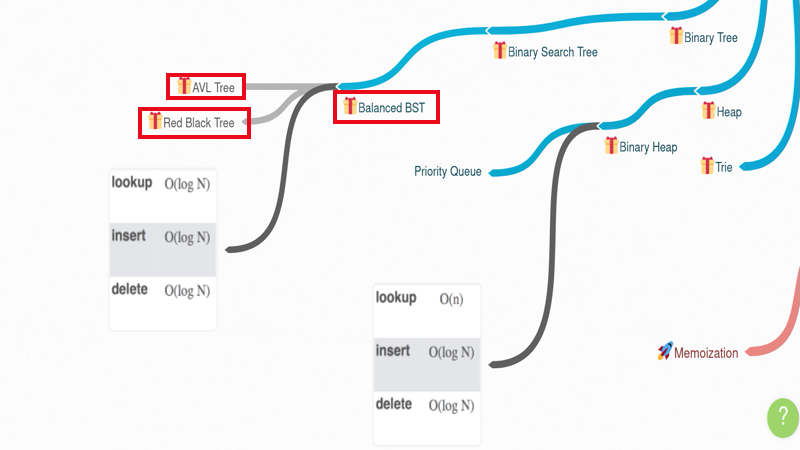 Binary Tree
Binary Search Tree
AVL Tree
Balanced BST
Red Black Tree
Heap
Binary Heap
Priority Queue
Trie
lookup O(log N)
insert O(log N)
delete O(log N)
lookup O(n)
insert O(log N)
delete O(log N)
Memoization
?